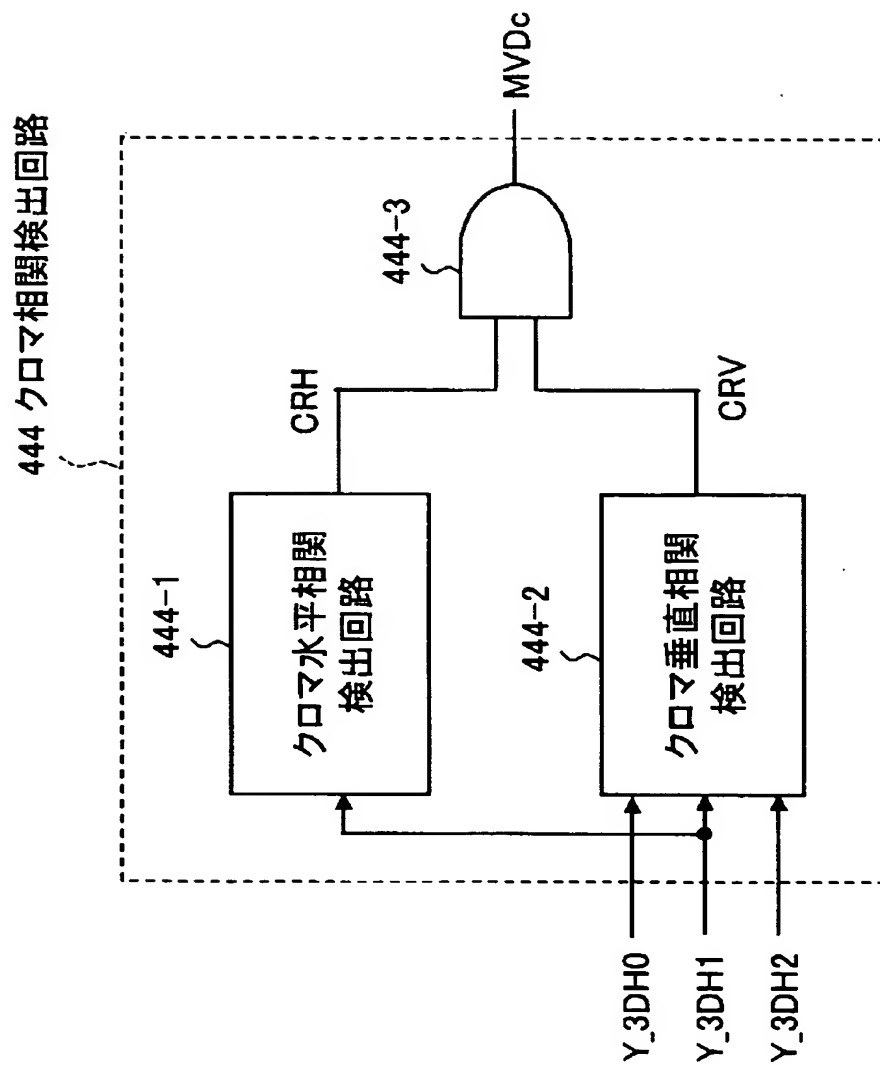 444 クロマ相関検出回路
444-1
クロマ水平相関
検出回路
CRH
444-3
MVDc
444-2
クロマ垂直相関
検出回路
CRV
Y_3DH0
Y_3DH1
Y_3DH2